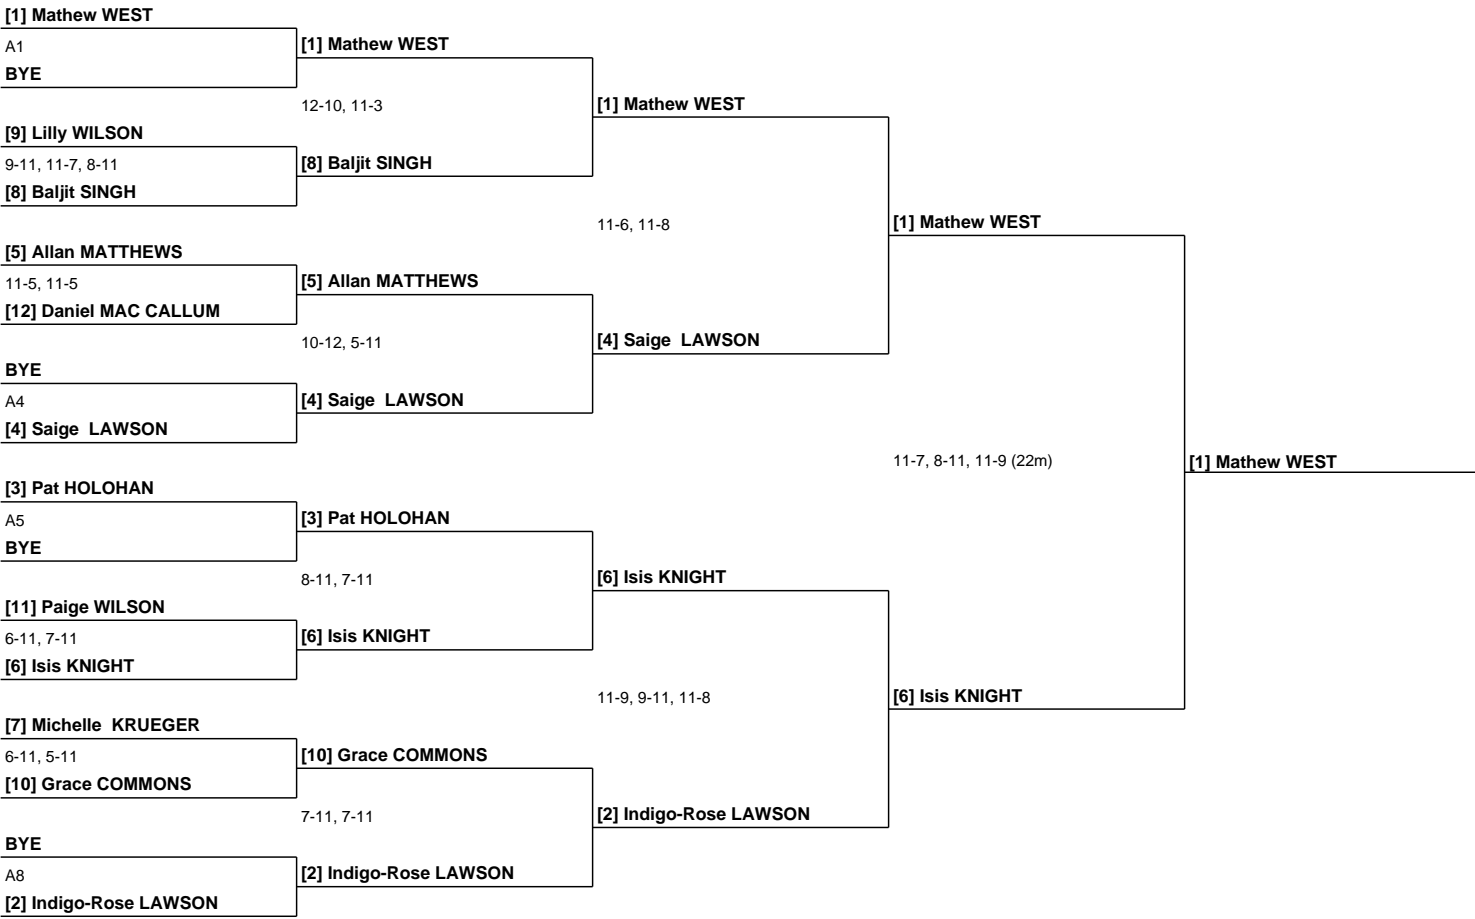 [1] Mathew WEST
A1
BYE
[9] Lilly WILSON
9-11, 11-7, 8-11
[8] Baljit SINGH
[5] Allan MATTHEWS
11-5, 11-5
[12] Daniel MAC CALLUM
BYE
A4
[4] Saige  LAWSON
[3] Pat HOLOHAN
A5
BYE
[11] Paige WILSON
6-11, 7-11
[6] Isis KNIGHT
[7] Michelle  KRUEGER
6-11, 5-11
[10] Grace COMMONS
BYE
A8
[2] Indigo-Rose LAWSON
[1] Mathew WEST
12-10, 11-3
[8] Baljit SINGH
[5] Allan MATTHEWS
10-12, 5-11
[4] Saige  LAWSON
[3] Pat HOLOHAN
8-11, 7-11
[6] Isis KNIGHT
[10] Grace COMMONS
7-11, 7-11
[2] Indigo-Rose LAWSON
[1] Mathew WEST
11-6, 11-8
[4] Saige  LAWSON
[6] Isis KNIGHT
11-9, 9-11, 11-8
[2] Indigo-Rose LAWSON
[1] Mathew WEST
11-7, 8-11, 11-9 (22m)
[6] Isis KNIGHT
[1] Mathew WEST